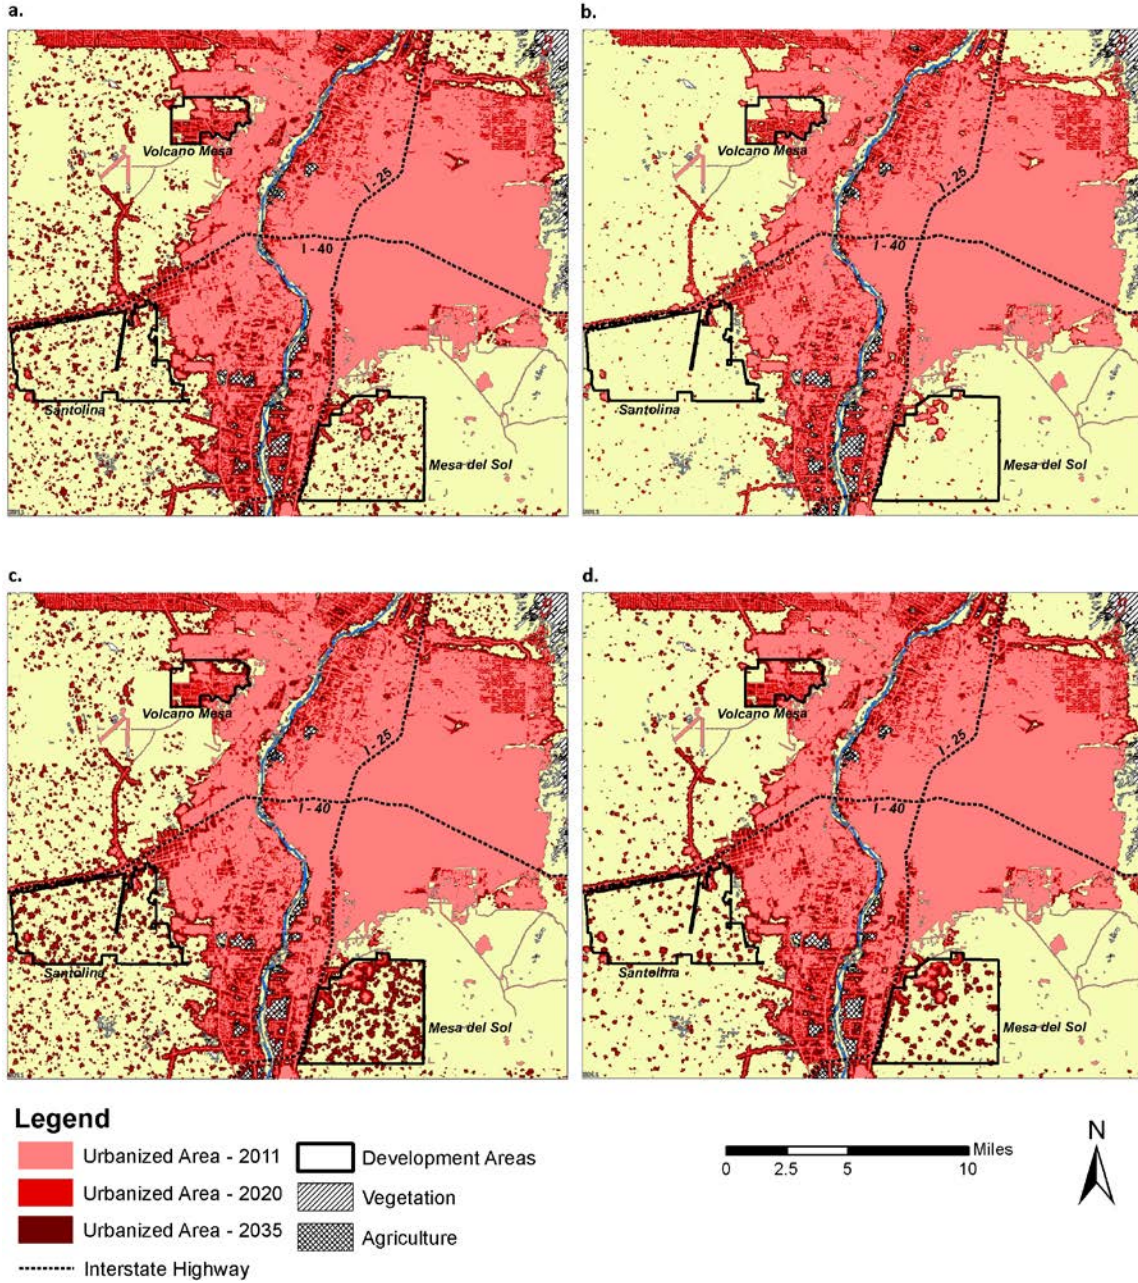 a.
b.
Volcano Mesa
I - 25
I - 40
Santolina
Mesa del Sol
Volcano Mesa
I - 25
I - 40
Santolina
Mesa del Sol
c.
d.
Volcano Mesa
I - 25
I - 40
Santolina
Mesa del Sol
Volcano Mesa
I - 25
I - 40
Santolina
Mesa del Sol
Legend
Urbanized Area - 2011
Urbanized Area - 2020
Urbanized Area - 2035
Interstate Highway
Development Areas
Vegetation
Agriculture
Miles
0 2.5 5 10
N